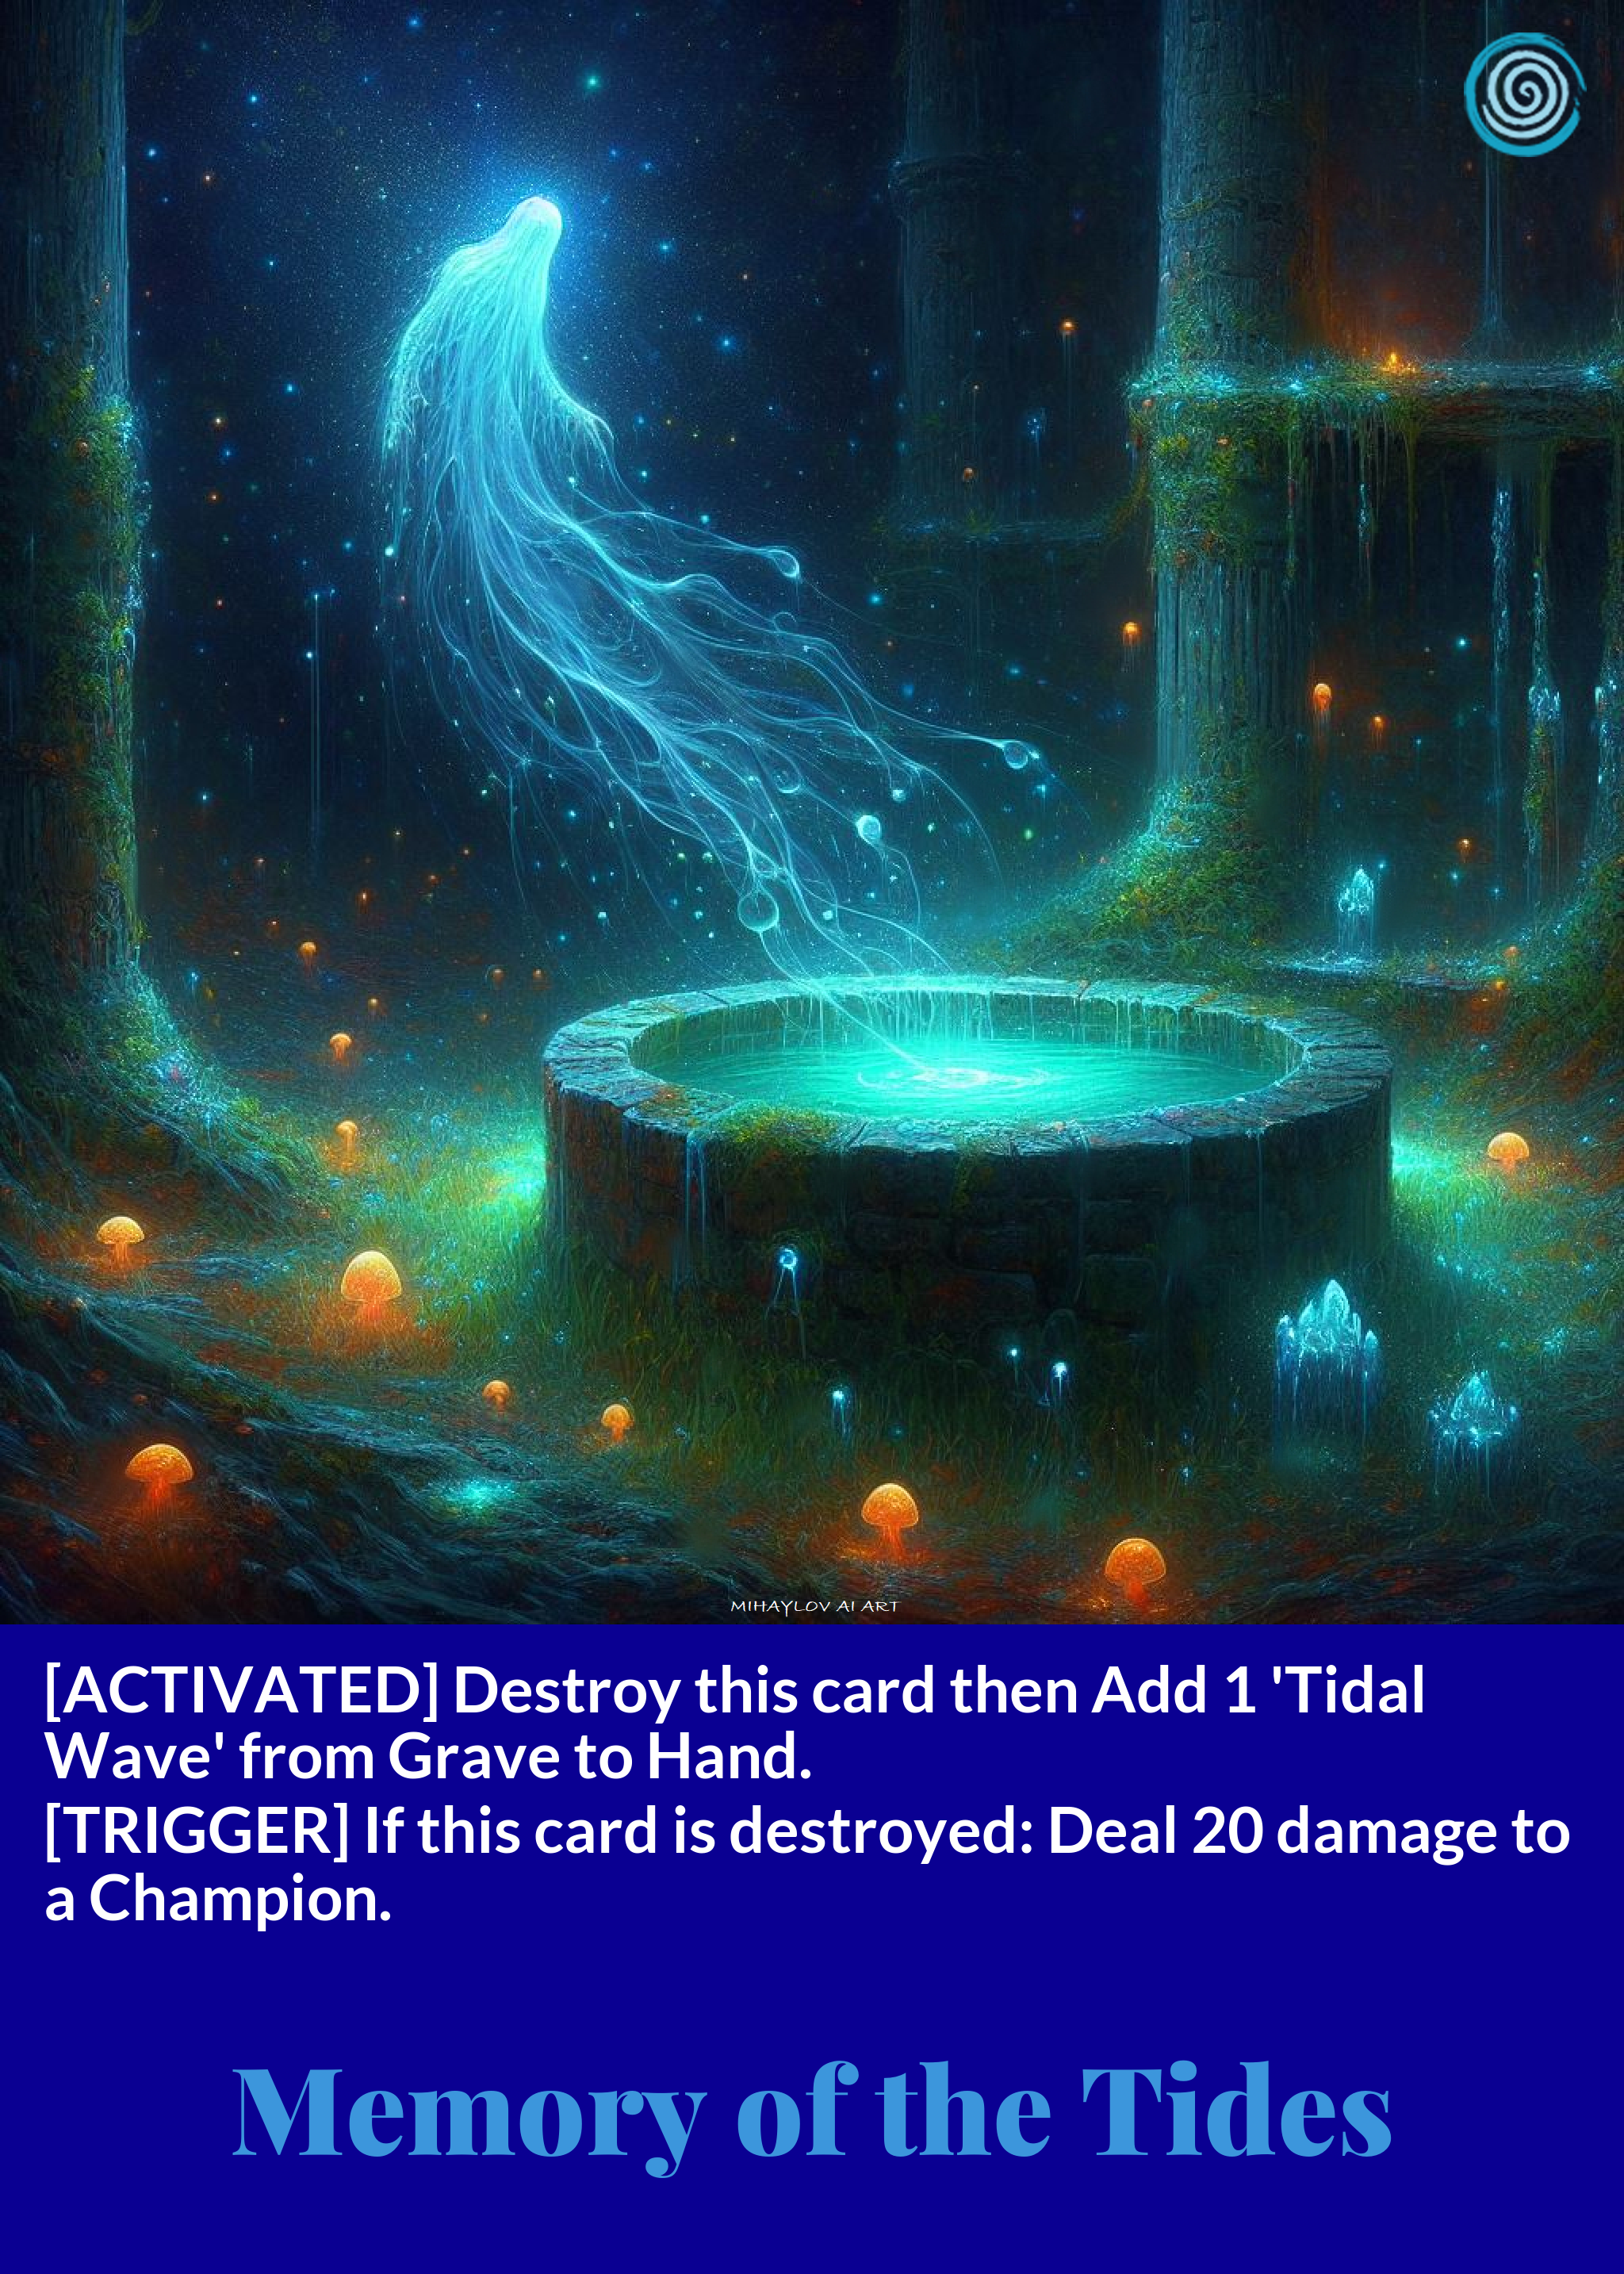 MIHAYLOV AI ART
[ACTIVATED] Destroy this card then Add 1 'Tidal
Wave' from Grave to Hand.
[TRIGGER] If this card is destroyed: Deal 20 damage to
a Champion.
Memory of the Tides